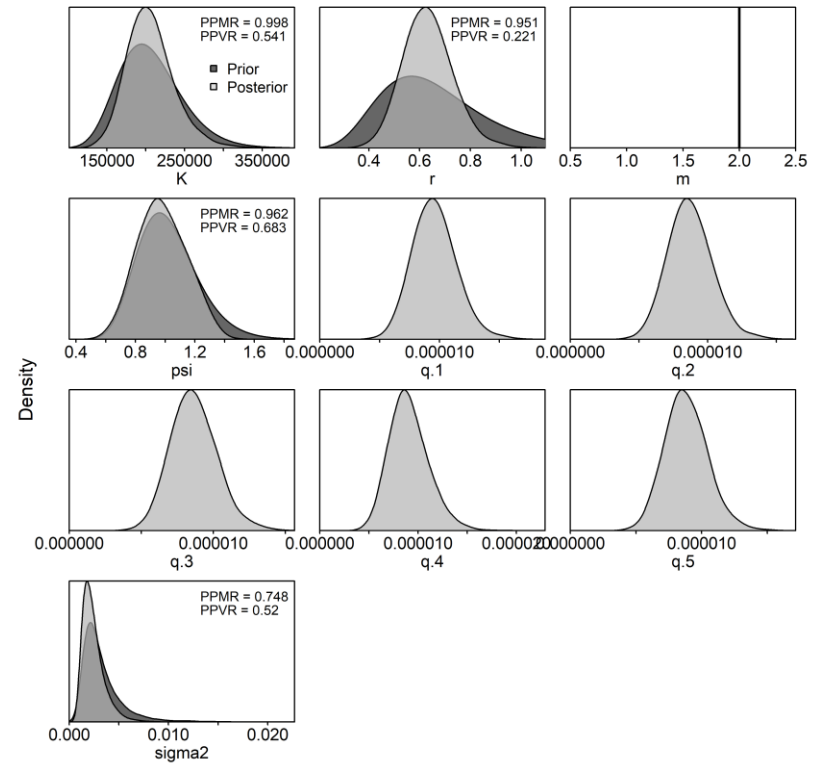 PPMR = 0.998
PPVR = 0.541
Prior
Posterior
150000 250000 350000
K
PPMR = 0.951
PPVR = 0.221
0.4 0.6 0.8 1.0
r
0.5 1.0 1.5 2.0 2.5
m
PPMR = 0.962
PPVR = 0.683
0.4 0.8 1.2 1.6
psi
0.000000 0.000010
q.1
0.000000 0.000010
q.2
Density
0.000000 0.000010
q.3
0.000000 0.000010 0.000020
q.4
0.000000 0.000010
q.5
PPMR = 0.748
PPVR = 0.52
0.000 0.010 0.020
sigma2